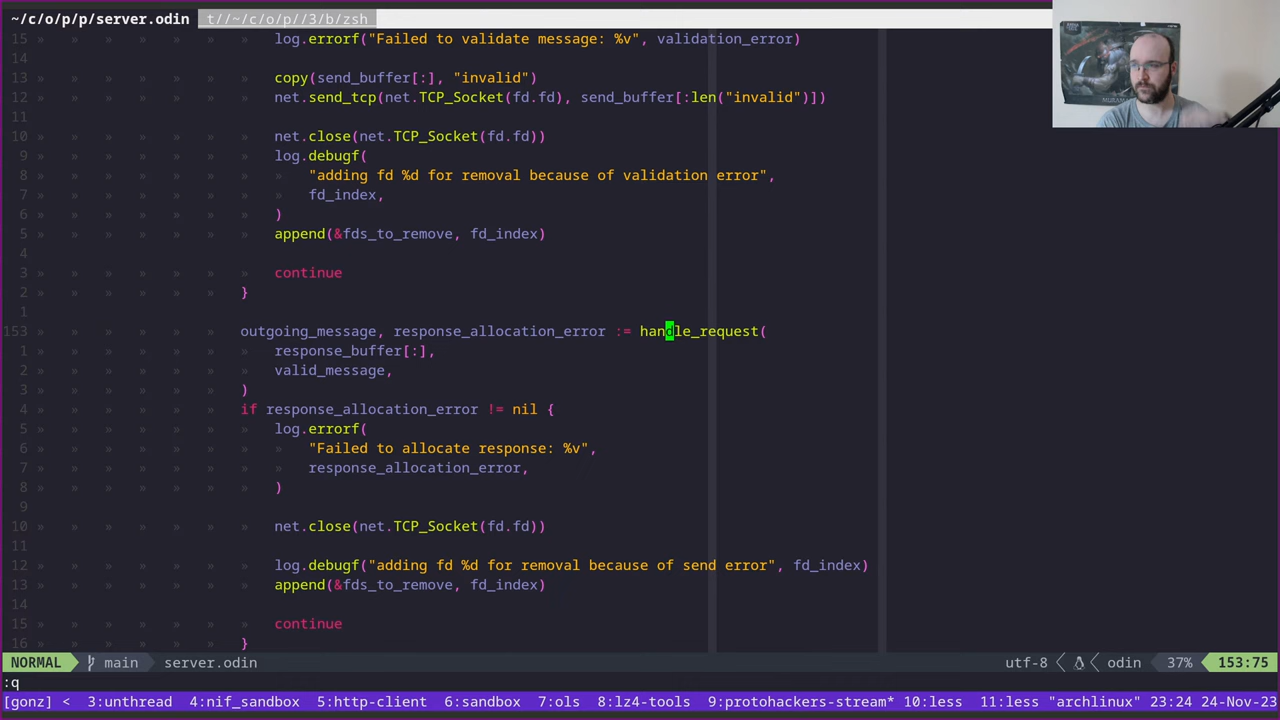 ~/c/o/p/p/server.odin t//~/c/o/p//3/b/zsh
15 » » » » » » » log.errorf("Failed to validate message: %v", validation_error)
14
13 » » » » » » » copy(send_buffer[:], "invalid")
12 » » » » » » » net.send_tcp(net.TCP_Socket(fd.fd), send_buffer[:len("invalid")])
11
10 » » » » » » » net.close(net.TCP_Socket(fd.fd))
9 » » » » » » » log.debugf(
8 » » » » » » » » "adding fd %d for removal because of validation error",
7 » » » » » » » » fd_index,
6 » » » » » » » )
5 » » » » » » » append(&fds_to_remove, fd_index)
4
3 » » » » » » » continue
2 » » » » » » }
1
153 » » » » » » outgoing_message, response_allocation_error := handle_request(
1 » » » » » » » response_buffer[:],
2 » » » » » » » valid_message,
3 » » » » » » )
4 » » » » » » if response_allocation_error != nil {
5 » » » » » » » log.errorf(
6 » » » » » » » » "Failed to allocate response: %v",
7 » » » » » » » » response_allocation_error,
8 » » » » » » » )
9
10 » » » » » » » net.close(net.TCP_Socket(fd.fd))
11
12 » » » » » » » log.debugf("adding fd %d for removal because of send error", fd_index)
13 » » » » » » » append(&fds_to_remove, fd_index)
14
15 » » » » » » » continue
16 » » » » » » }
NORMAL main server.odin utf-8 odin 37% 153:75
:q
[gonz] < 3:unthread 4:nif_sandbox 5:http-client 6:sandbox 7:ols 8:lz4-tools 9:protohackers-stream* 10:less 11:less "archlinux" 23:24 24-Nov-23